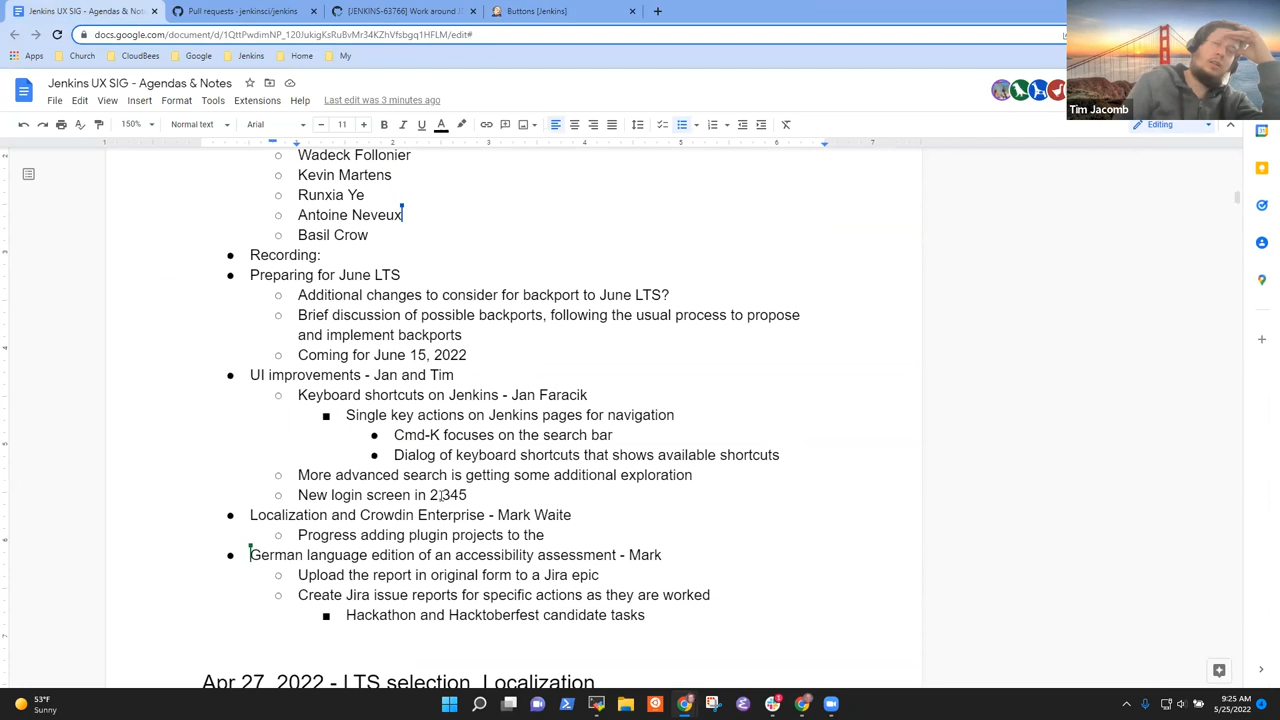 Jenkins UX SIG - Agendas & Notes
Pull requests - jenkinsci/jenkins
[JENKINS-63766] Work around
Buttons [Jenkins]
docs.google.com/document/d/1QttPwdimNP_120JukigKsRuBvMr34KZhVfsbgq1HFLM/edit#
Apps
Church
CloudBees
Google
Jenkins
Home
My
Jenkins UX SIG - Agendas & Notes
File Edit View Insert Format Tools Extensions Help Last edit was 3 minutes ago
150% Normal text Arial 11 Editing
Tim Jacomb
1 1 2 3 4 5 6 7
Wadeck Follonier
Kevin Martens
Runxia Ye
Antoine Neveux
Basil Crow
Recording:
Preparing for June LTS
Additional changes to consider for backport to June LTS?
Brief discussion of possible backports, following the usual process to propose
and implement backports
Coming for June 15, 2022
UI improvements - Jan and Tim
Keyboard shortcuts on Jenkins - Jan Faracik
Single key actions on Jenkins pages for navigation
Cmd-K focuses on the search bar
Dialog of keyboard shortcuts that shows available shortcuts
More advanced search is getting some additional exploration
New login screen in 2.345
Localization and Crowdin Enterprise - Mark Waite
Progress adding plugin projects to the
German language edition of an accessibility assessment - Mark
Upload the report in original form to a Jira epic
Create Jira issue reports for specific actions as they are worked
Hackathon and Hacktoberfest candidate tasks
Apr 27, 2022 - LTS selection, Localization
53°F
Sunny
9:25 AM
5/25/2022